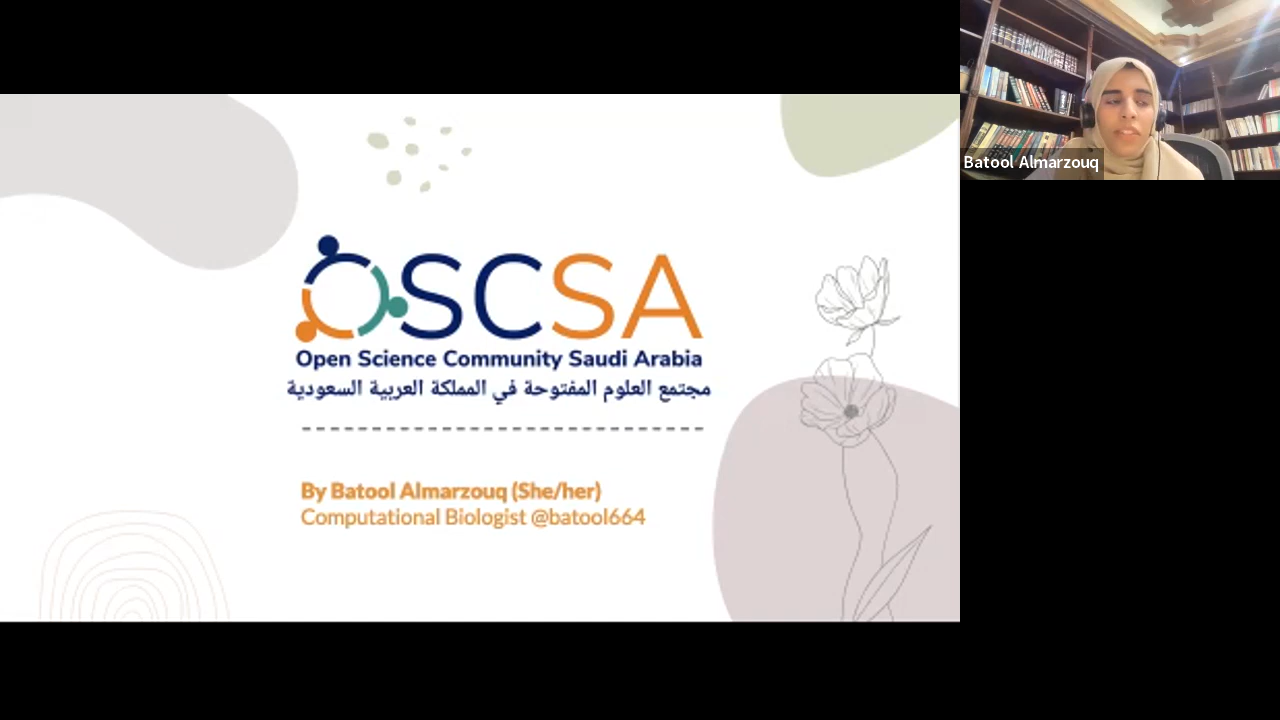 OSCSA
Open Science Community Saudi Arabia
مجتمع العلوم المفتوحة في المملكة العربية السعودية
By Batool Almarzouq (She/her)
Computational Biologist @batool664
Batool Almarzouq